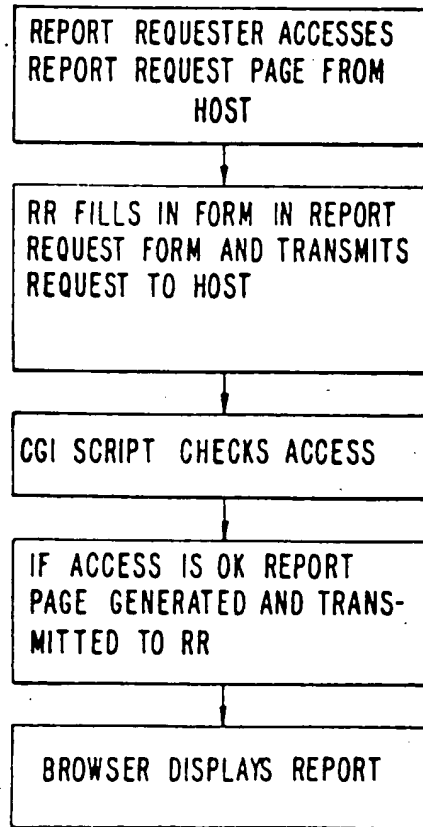 REPORT REQUESTER ACCESSES
REPORT REQUEST PAGE FROM
HOST
RR FILLS IN FORM IN REPORT
REQUEST FORM AND TRANSMITS
REQUEST TO HOST
CGI SCRIPT CHECKS ACCESS
IF ACCESS IS OK REPORT
PAGE GENERATED AND TRANS-
MITTED TO RR
BROWSER DISPLAYS REPORT